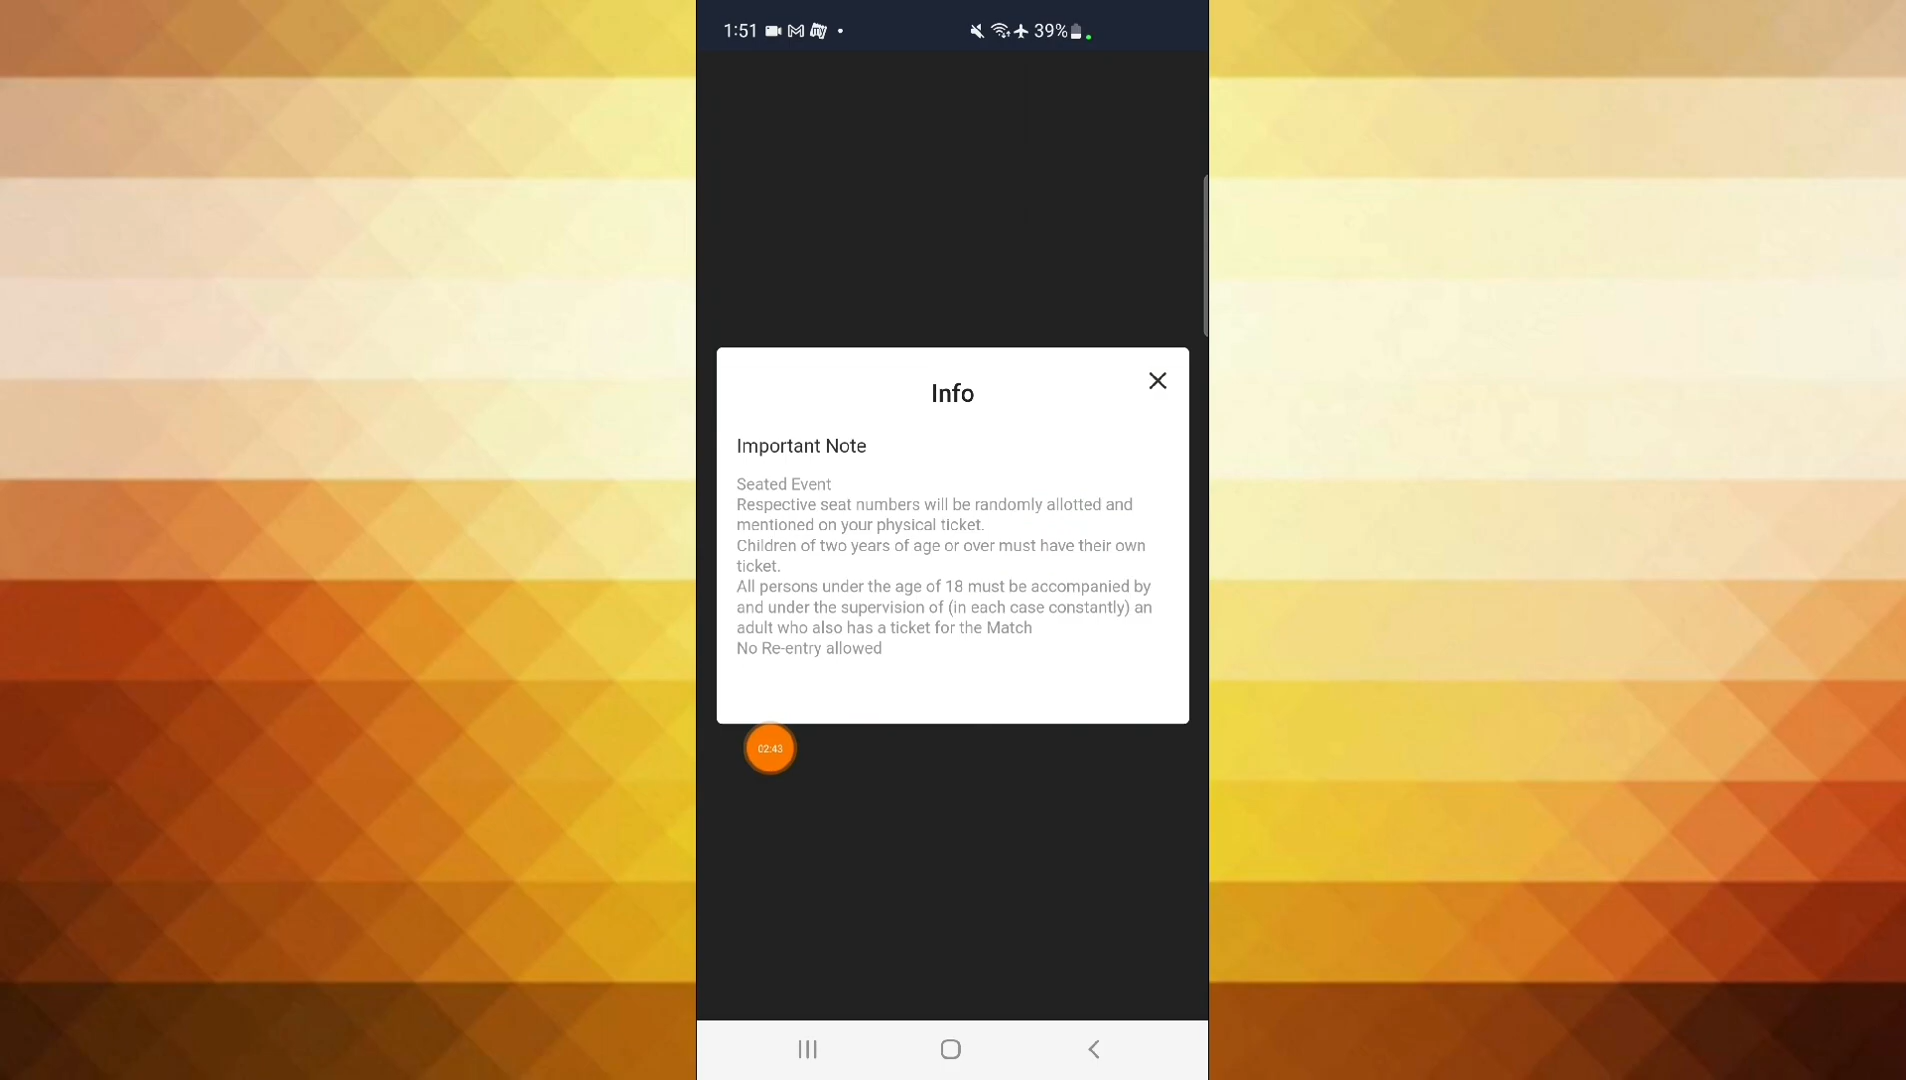 1:51 39%
Info
Important Note
Seated Event
Respective seat numbers will be randomly allotted and
mentioned on your physical ticket.
Children of two years of age or over must have their own
ticket.
All persons under the age of 18 must be accompanied by
and under the supervision of (in each case constantly) an
adult who also has a ticket for the Match
No Re-entry allowed
02:43